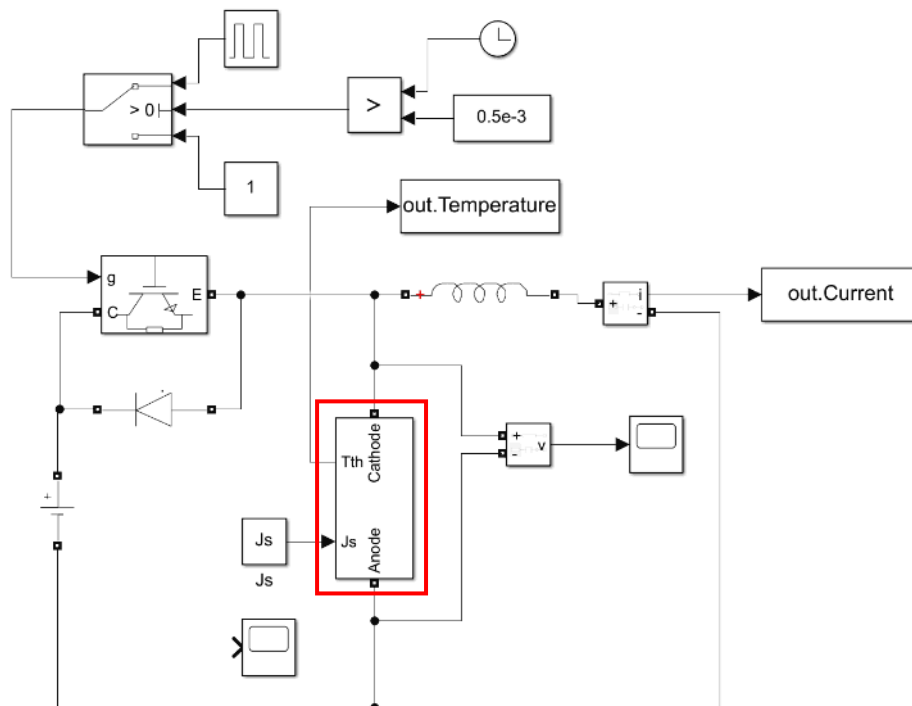 > 0
>
0.5e-3
1
out.Temperature
g
E
C
+
i
+
-
out.Current
+
Tth
Cathode
+
-
v
Js
Js
Js
Anode